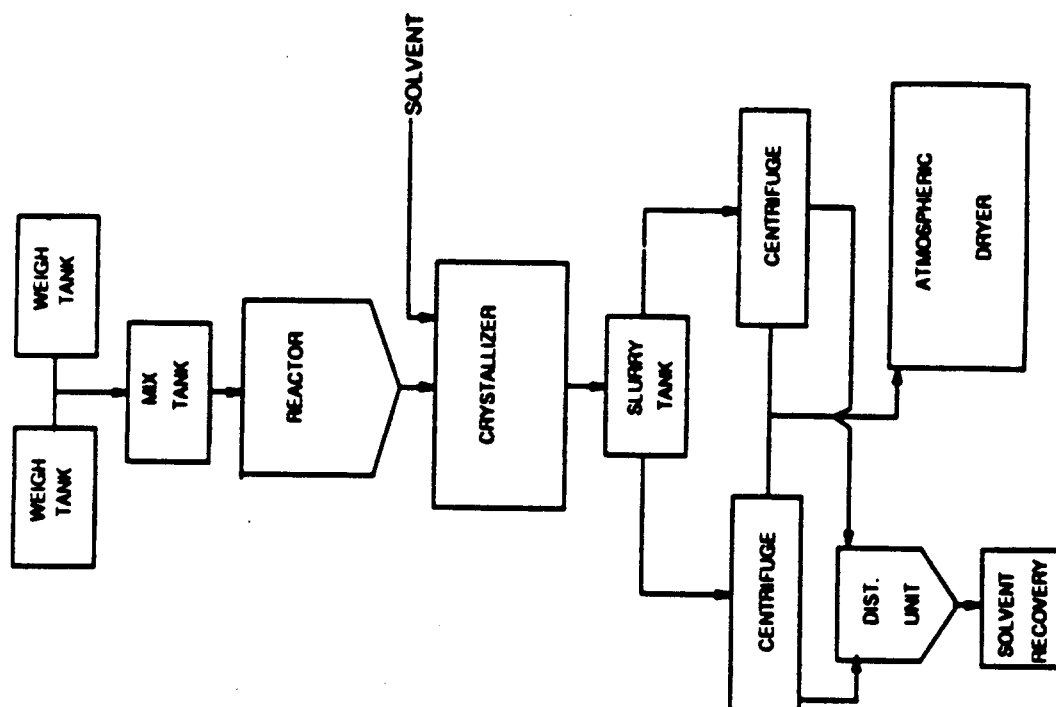 WEIGH
TANK
WEIGH
TANK
MIX
TANK
REACTOR
SOLVENT
CRYSTALLIZER
SLURRY
TANK
CENTRIFUGE
CENTRIFUGE
ATMOSPHERIC
DRYER
DIST.
UNIT
SOLVENT
RECOVERY